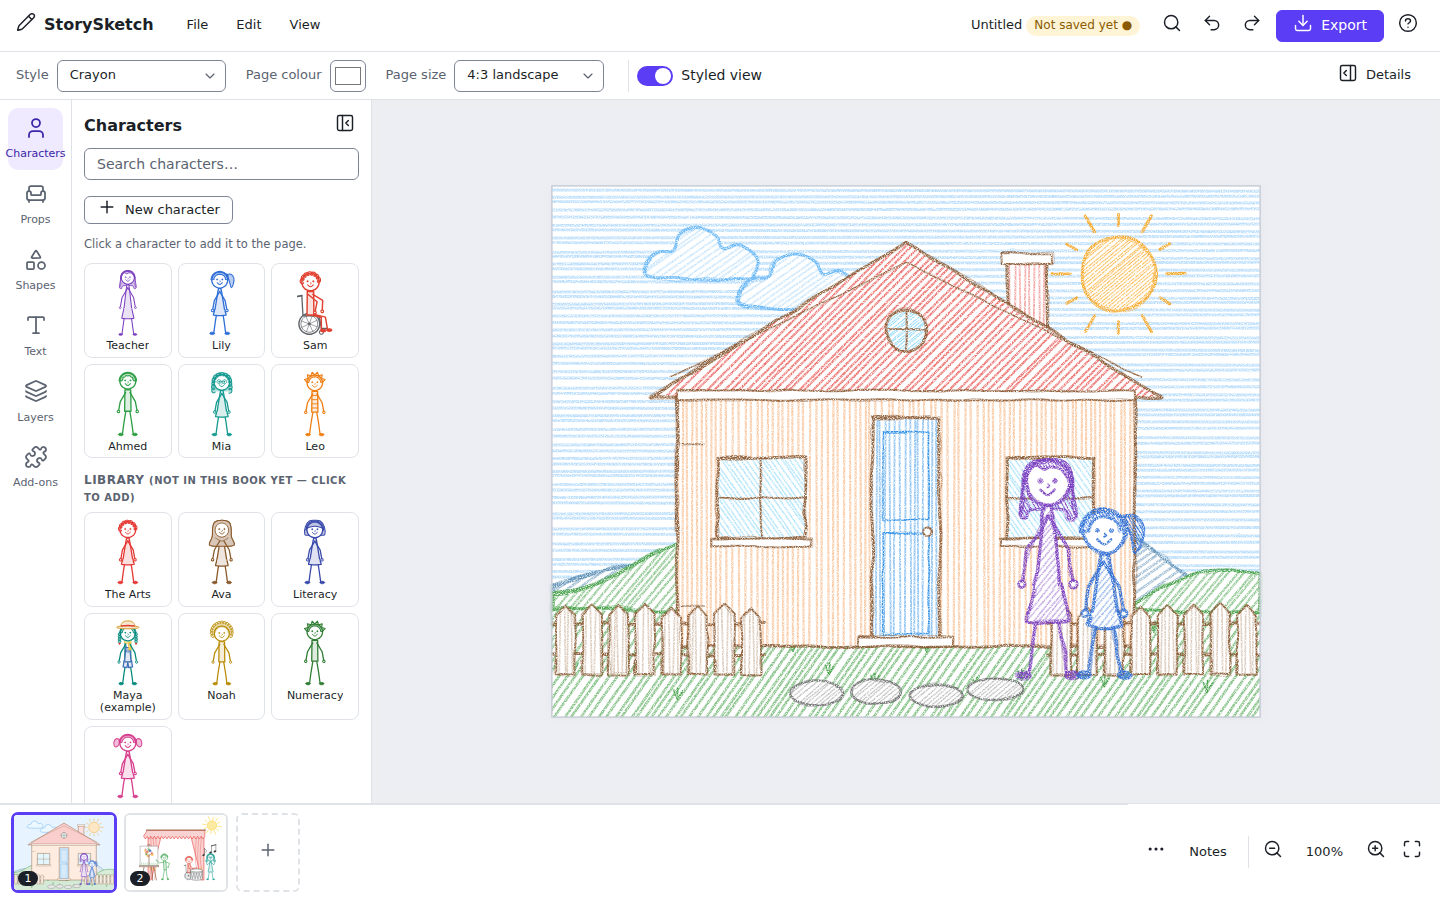 StorySketch File Edit View Untitled Not saved yet Export
Style Crayon Page colour Page size 4:3 landscape Styled view Details
Characters
Props
Shapes
Text
Layers
Add-ons
Characters
Search characters…
New character
Click a character to add it to the page.
Teacher Lily Sam
Ahmed Mia Leo
LIBRARY (NOT IN THIS BOOK YET — CLICK
TO ADD)
The Arts Ava Literacy
Maya
(example) Noah Numeracy
1 2
Notes 100%